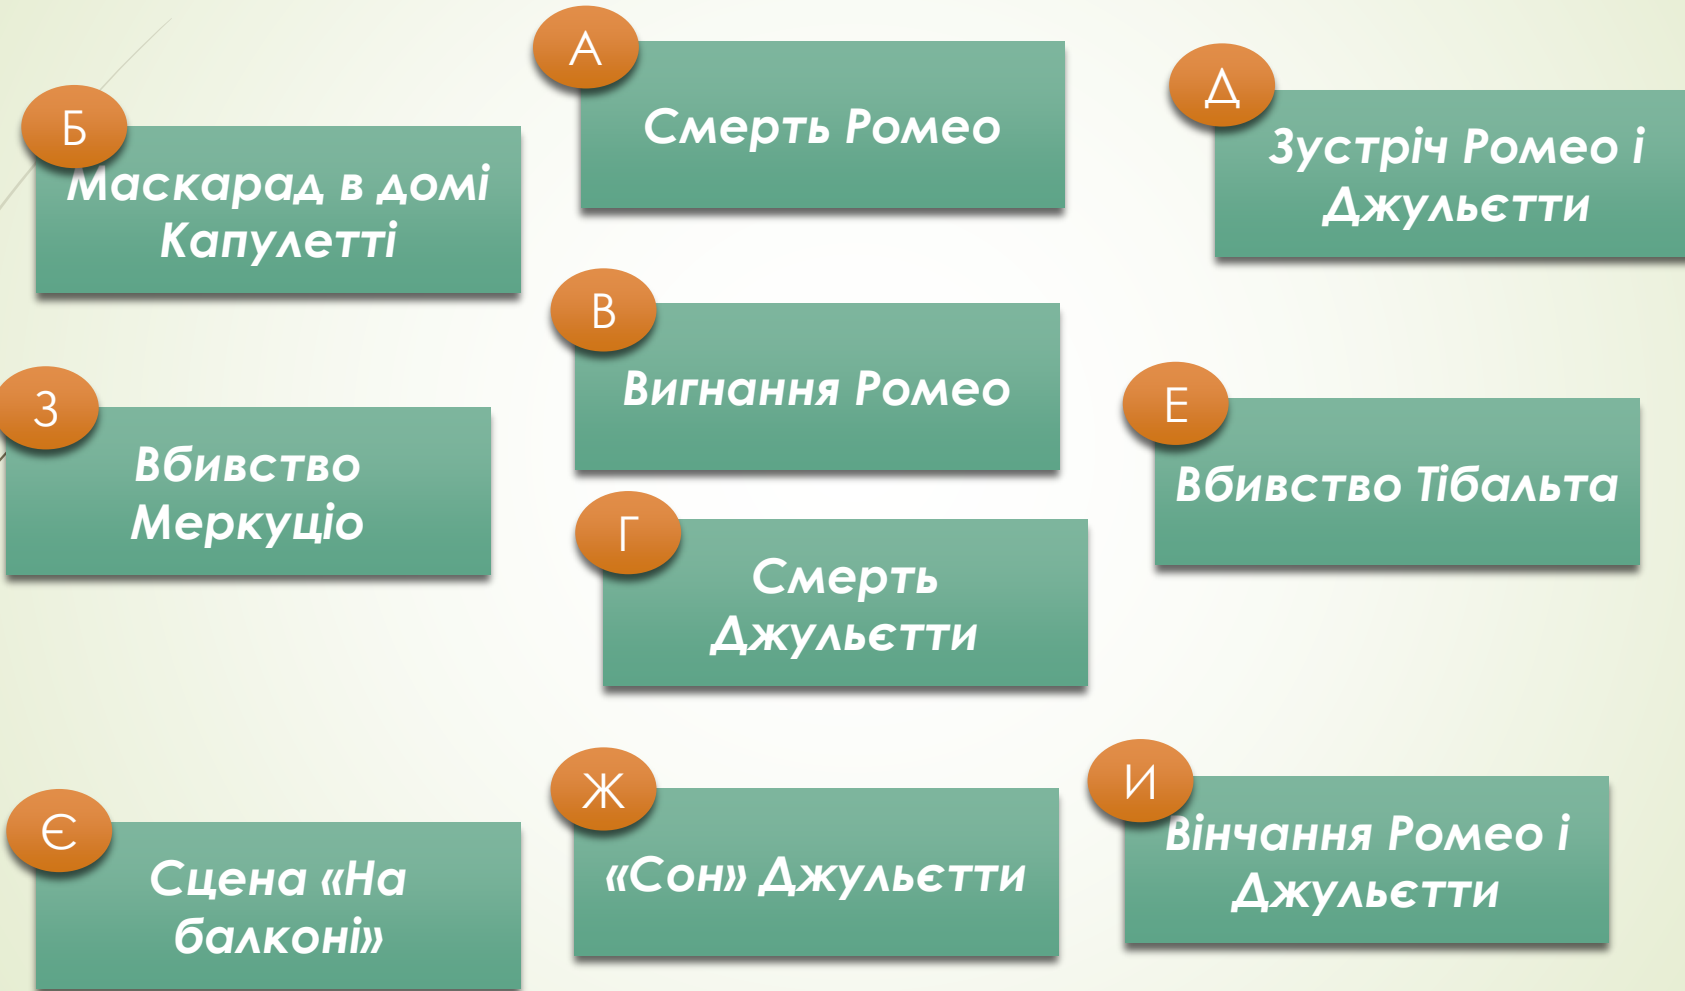 А
Смерть Ромео
Д
Зустріч Ромео і
Джульєтти
Б
Маскарад в домі
Капулетті
В
Вигнання Ромео
З
Вбивство
Меркуціо
Е
Вбивство Тібальта
Г
Смерть
Джульєтти
Є
Сцена «На
балконі»
Ж
«Сон» Джульєтти
И
Вінчання Ромео і
Джульєтти